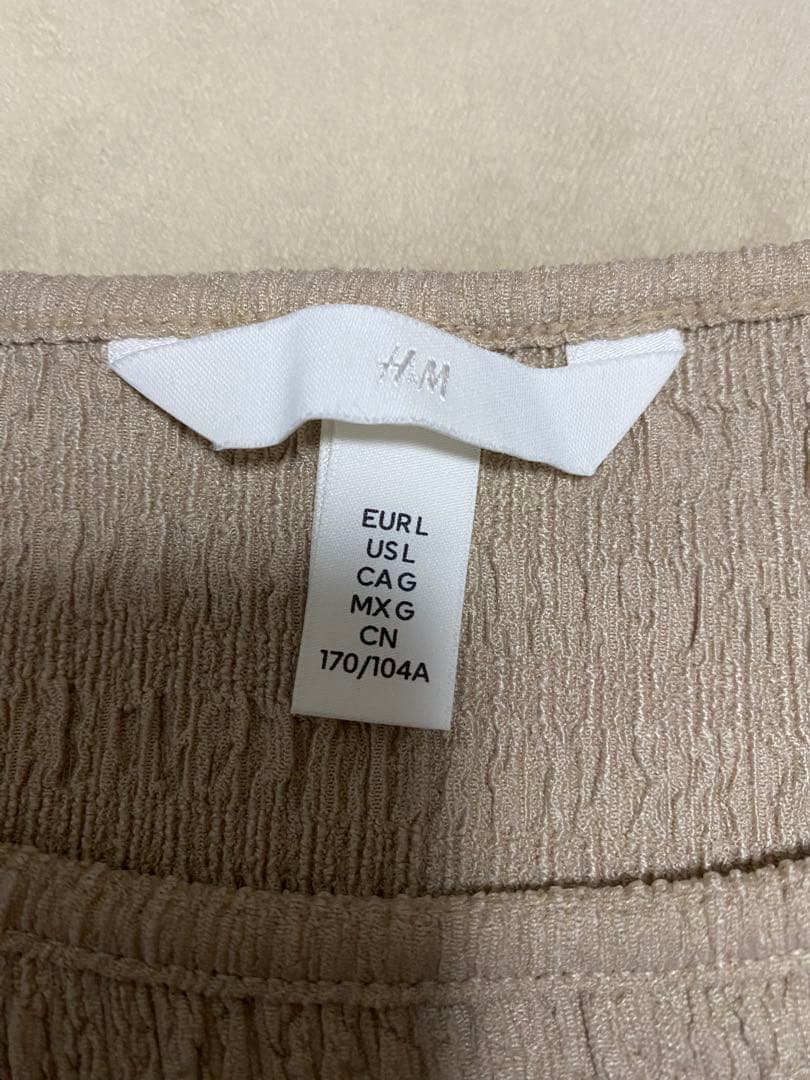 H&M
EUR L
US L
CA G
MX G
CN
170/104A